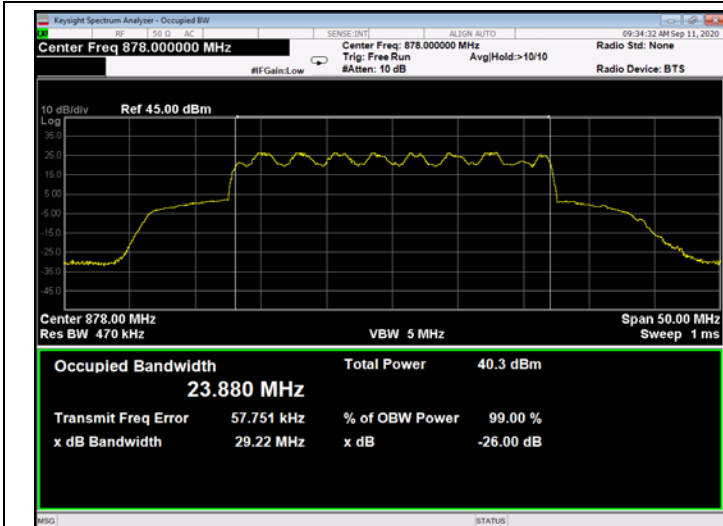 Keysight Spectrum Analyzer - Occupied BW
RF 50 Ω AC SENSE:INT ALIGN AUTO 09:34:32 AM Sep 11, 2020
Center Freq 878.000000 MHz Center Freq: 878.000000 MHz Radio Std: None
Trig: Free Run Avg|Hold:>10/10
#IFGain:Low #Atten: 10 dB Radio Device: BTS
10 dB/div Ref 45.00 dBm
Log
35.0
25.0
15.0
5.00
-5.00
-15.0
-25.0
-35.0
-45.0
Center 878.00 MHz Span 50.00 MHz
Res BW 470 kHz VBW 5 MHz Sweep 1 ms
Occupied Bandwidth Total Power 40.3 dBm
23.880 MHz
Transmit Freq Error 57.751 kHz % of OBW Power 99.00 %
x dB Bandwidth 29.22 MHz x dB -26.00 dB
MSG STATUS